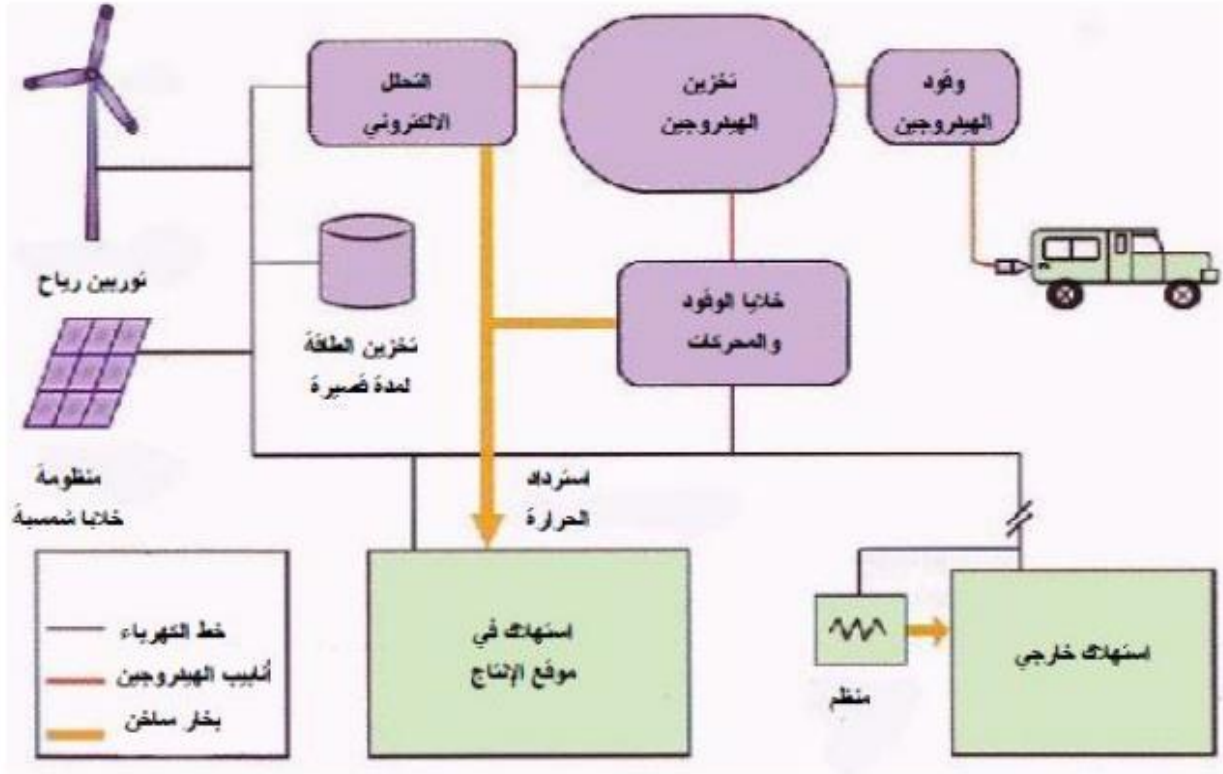 التحلل
الالكتروني
تخزين
الهيدروجين
وقود
الهيدروجين
توربين رياح
تخزين الطاقة
لمدة قصيرة
خلايا الوقود
والمحركات
منظومة
خلايا شمسية
استرداد
الحرارة
خط الكهرباء
أنابيب الهيدروجين
بخار ساخن
استهلاك في
موقع الإنتاج
منظم
استهلاك خارجي